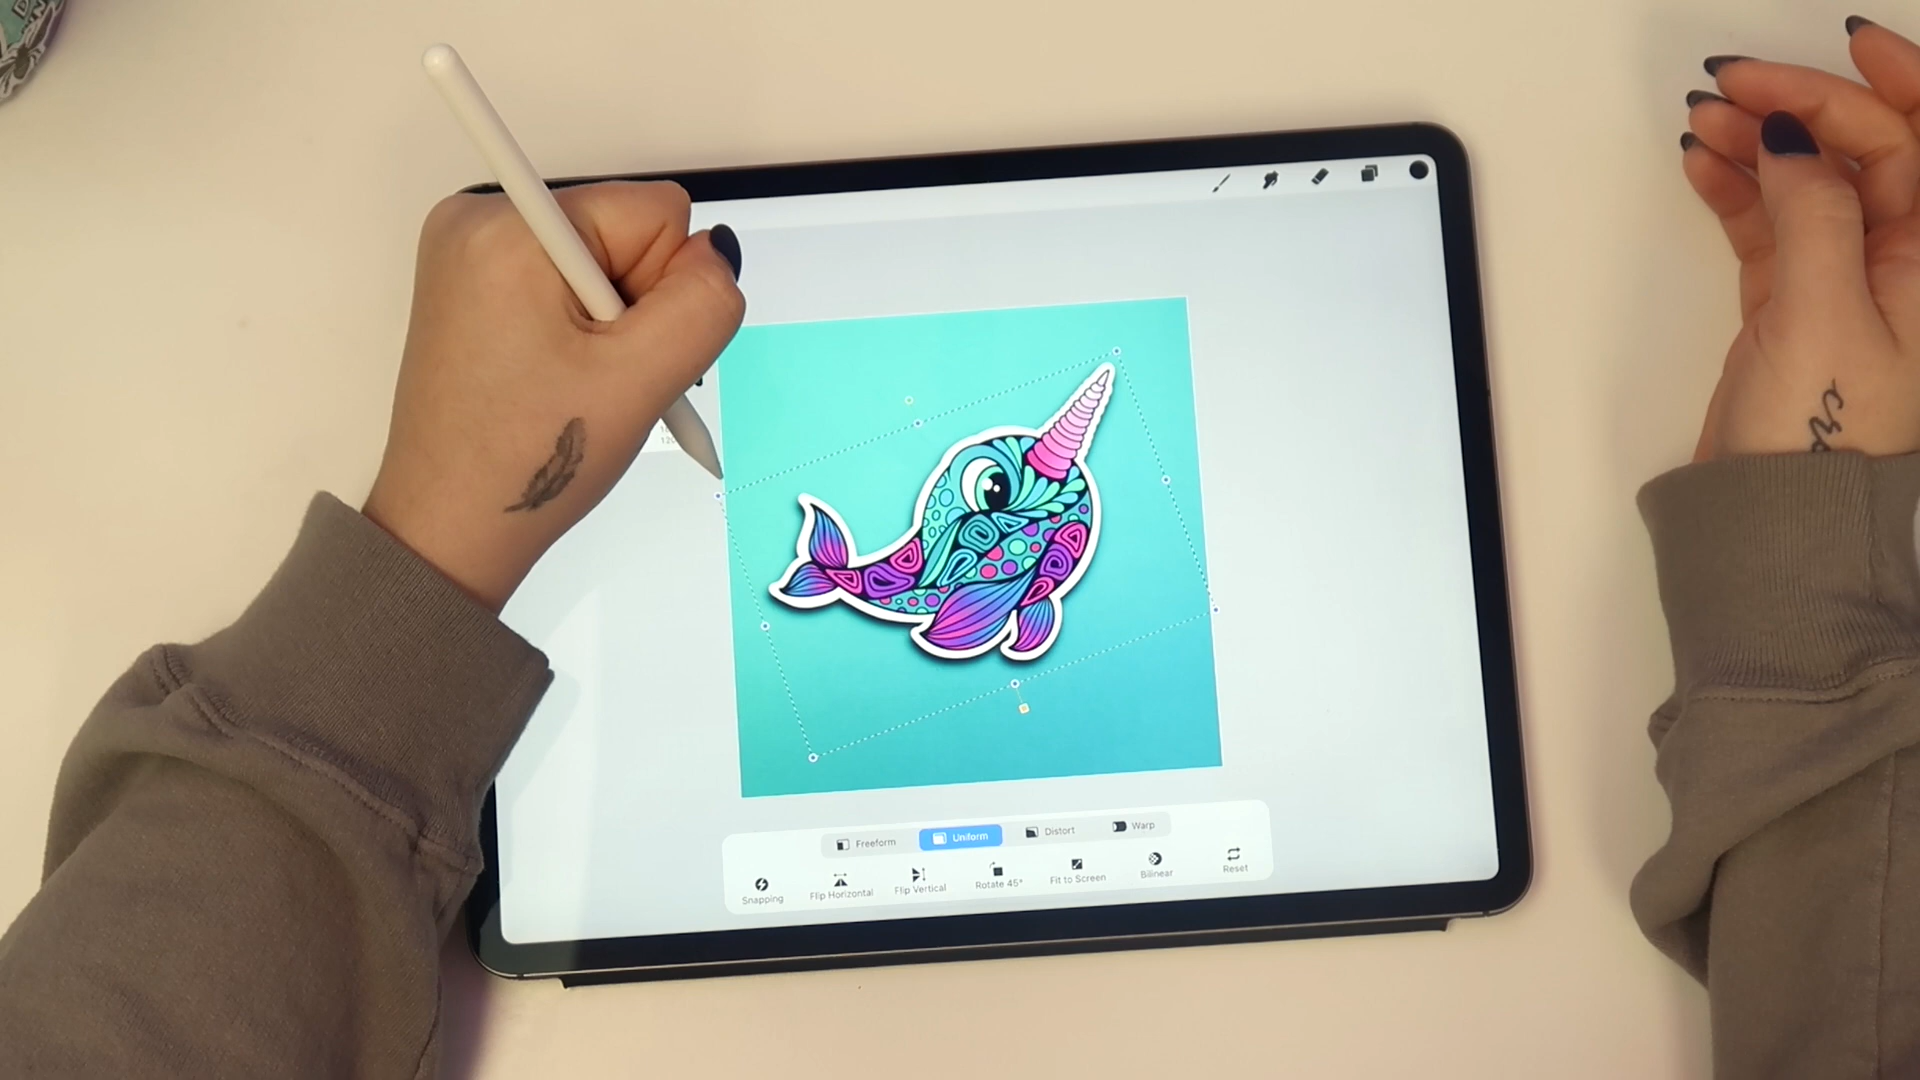 Freeform
Uniform
Distort
Warp
Snapping
Flip Horizontal
Flip Vertical
Rotate 45°
Fit to Screen
Bilinear
Reset